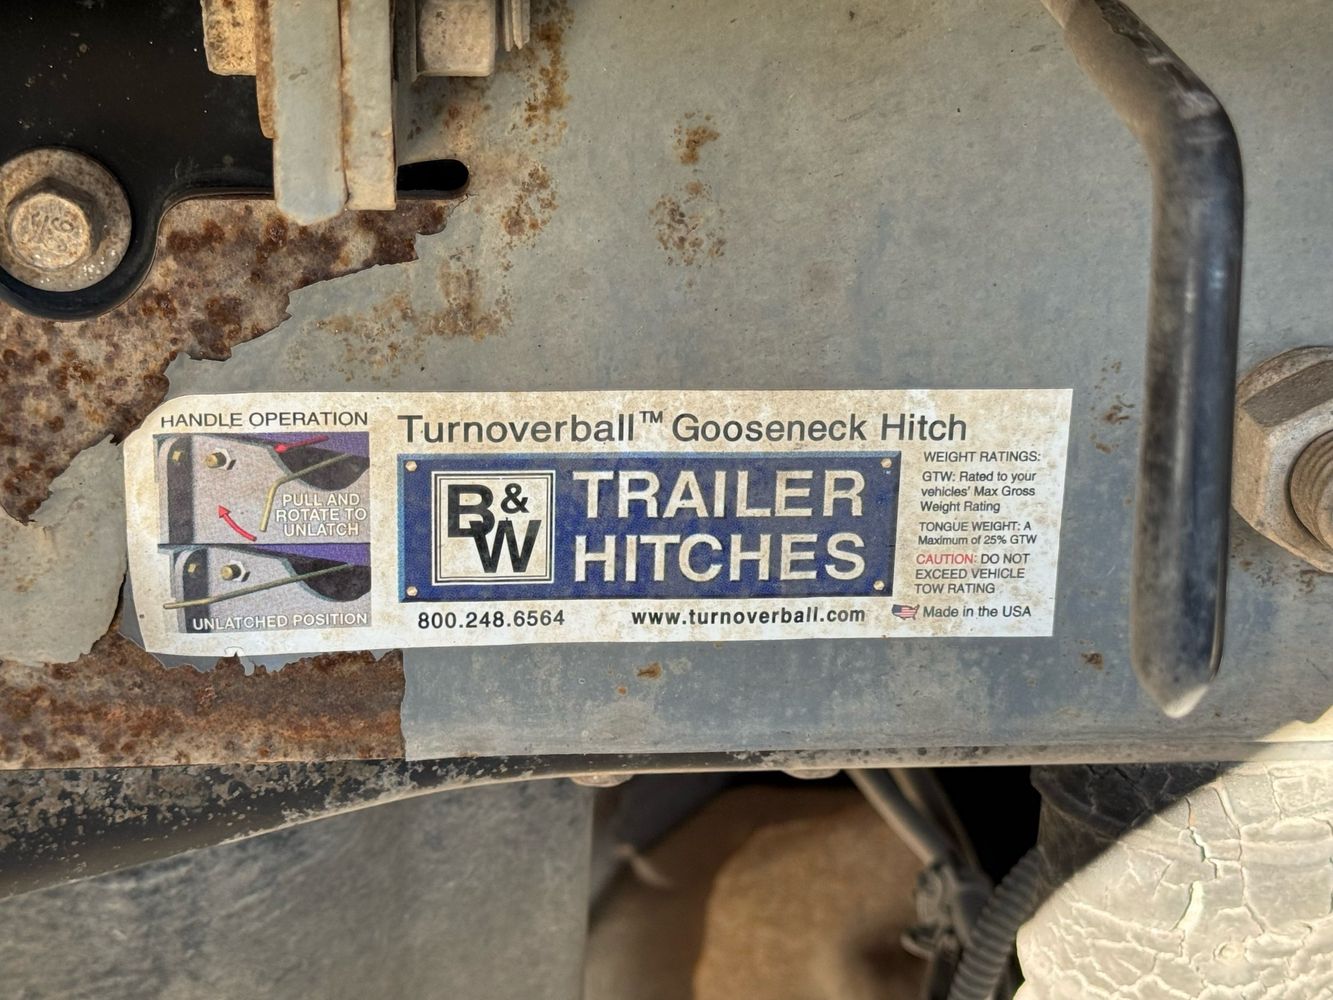 HANDLE OPERATION
PULL AND
ROTATE TO
UNLATCH
UNLATCHED POSITION
Turnoverball™ Gooseneck Hitch
B&W
TRAILER
HITCHES
800.248.6564
www.turnoverball.com
WEIGHT RATINGS:
GTW: Rated to your
vehicles' Max Gross
Weight Rating
TONGUE WEIGHT: A
Maximum of 25% GTW
CAUTION: DO NOT
EXCEED VEHICLE
TOW RATING
Made in the USA